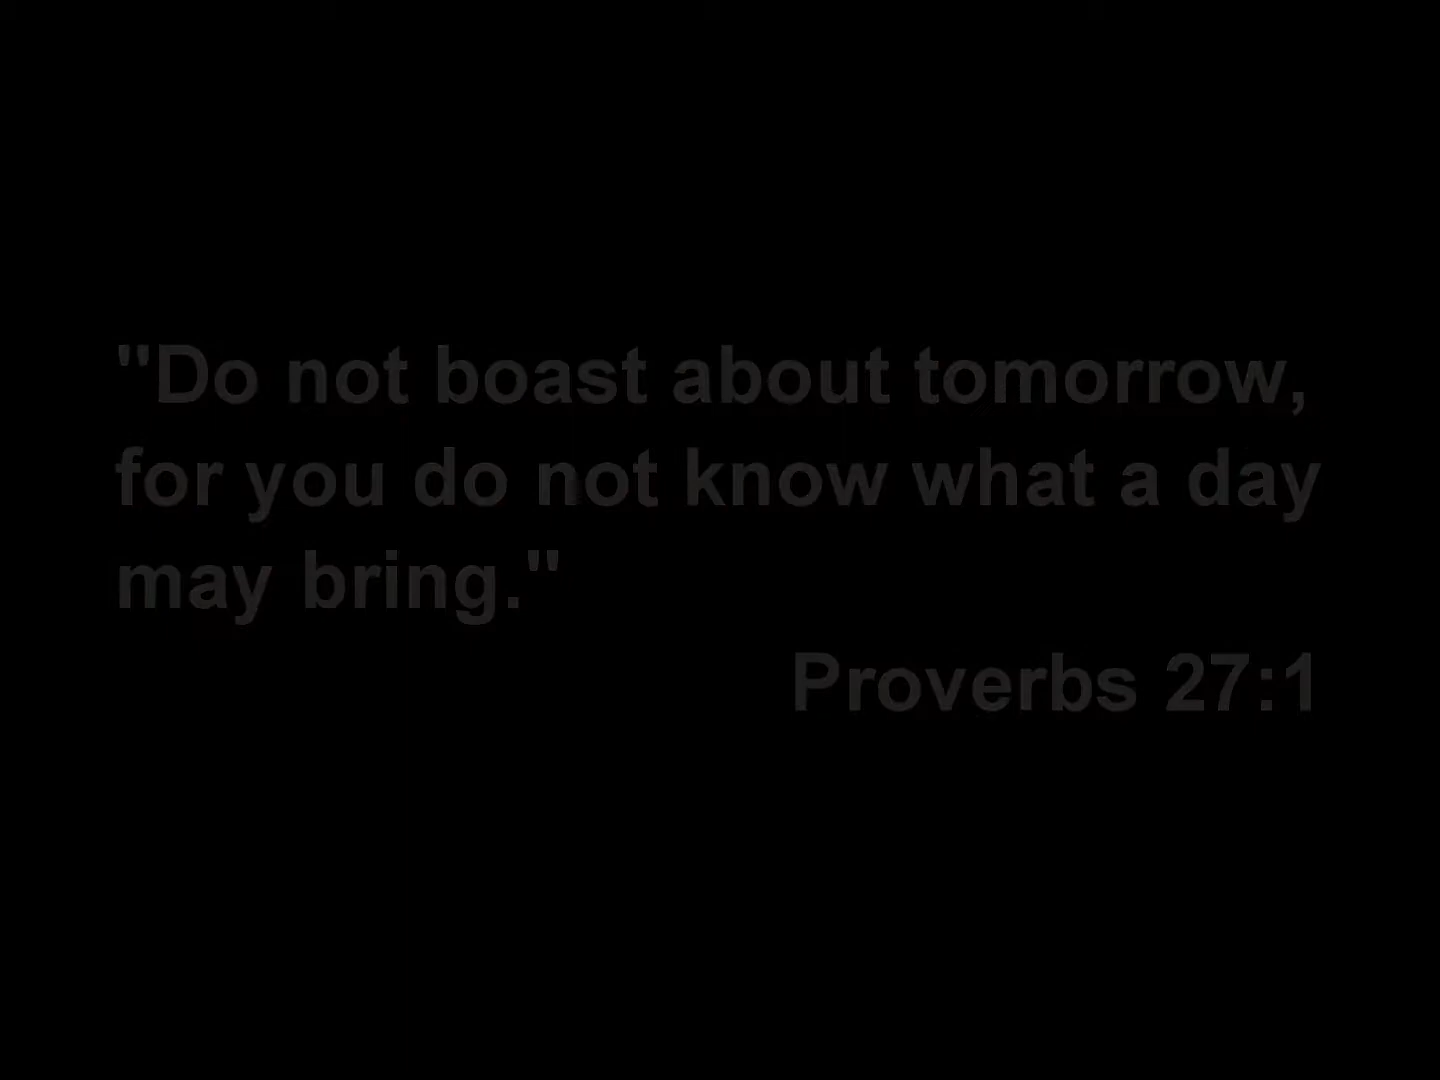 "Do not boast about tomorrow,
for you do not know what a day
may bring."
Proverbs 27:1